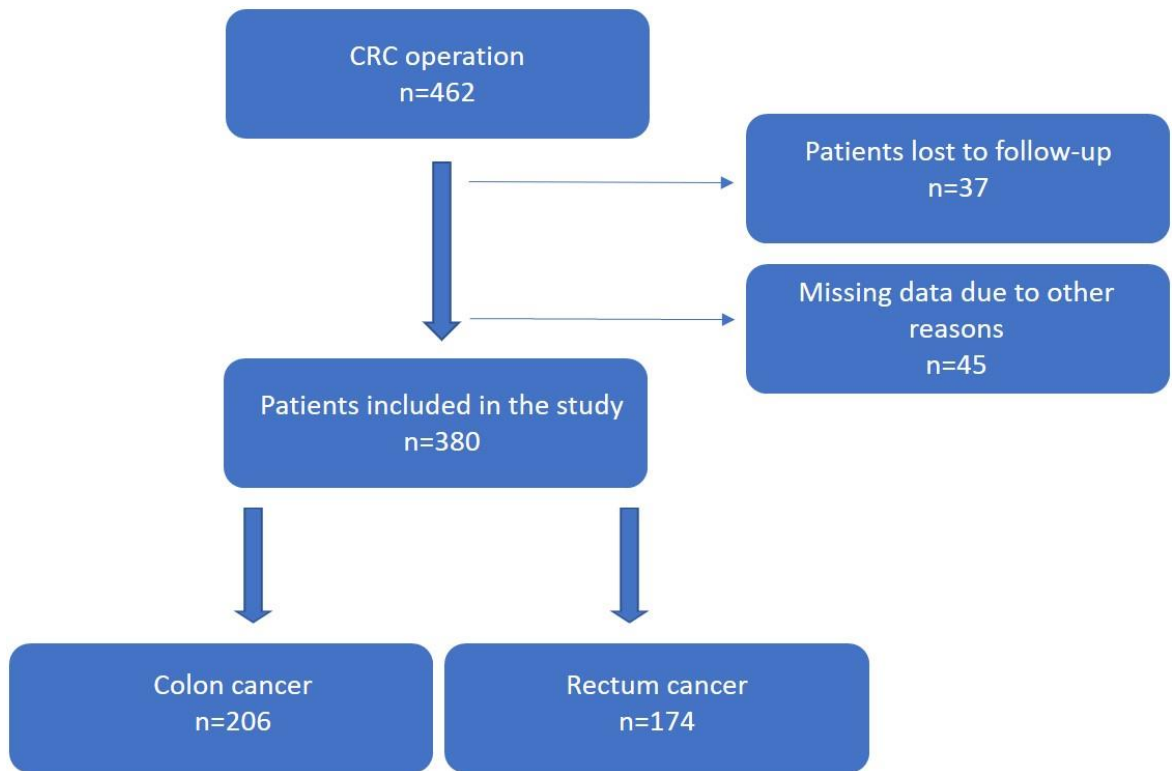 CRC operation
n=462
Patients lost to follow-up
n=37
Missing data due to other
reasons
n=45
Patients included in the study
n=380
Colon cancer
n=206
Rectum cancer
n=174